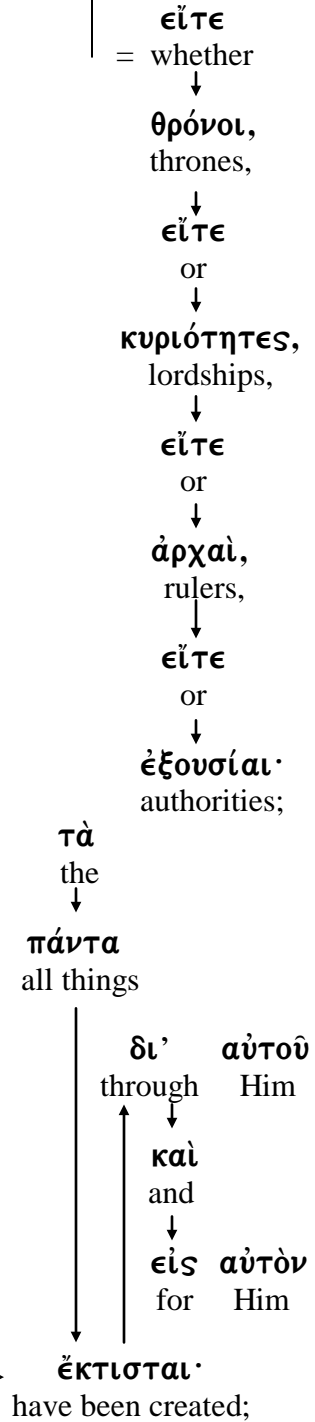 εἴτε
= whether
θρόνοι,
thrones,
εἴτε
or
κυριότητες,
lordships,
εἴτε
or
ἀρχαὶ,
rulers,
εἴτε
or
ἐξουσίαι·
authorities;
τὰ
the
πάντα
all things
δι’ αὐτοῦ
through Him
καὶ
and
εἰς αὐτὸν
for Him
ἔκτισται·
have been created;